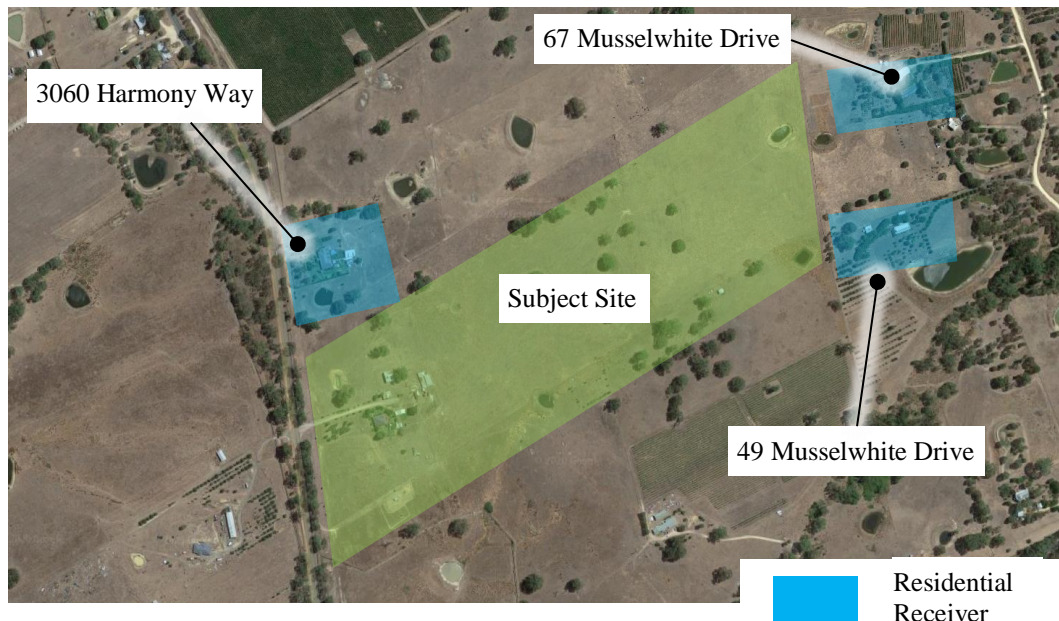 67 Musselwhite Drive
3060 Harmony Way
Subject Site
49 Musselwhite Drive
Residential
Receiver